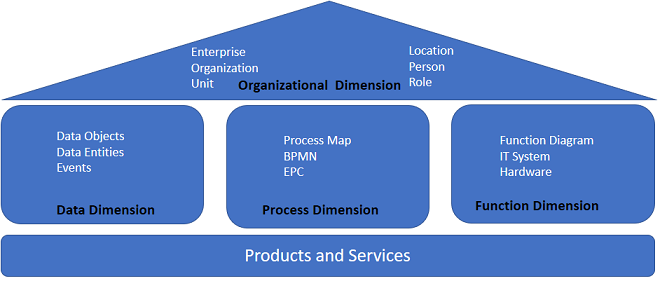 Enterprise
Organization
Unit
Location
Person
Role
Organizational Dimension
Data Objects
Data Entities
Events
Data Dimension
Process Map
BPMN
EPC
Process Dimension
Function Diagram
IT System
Hardware
Function Dimension
Products and Services